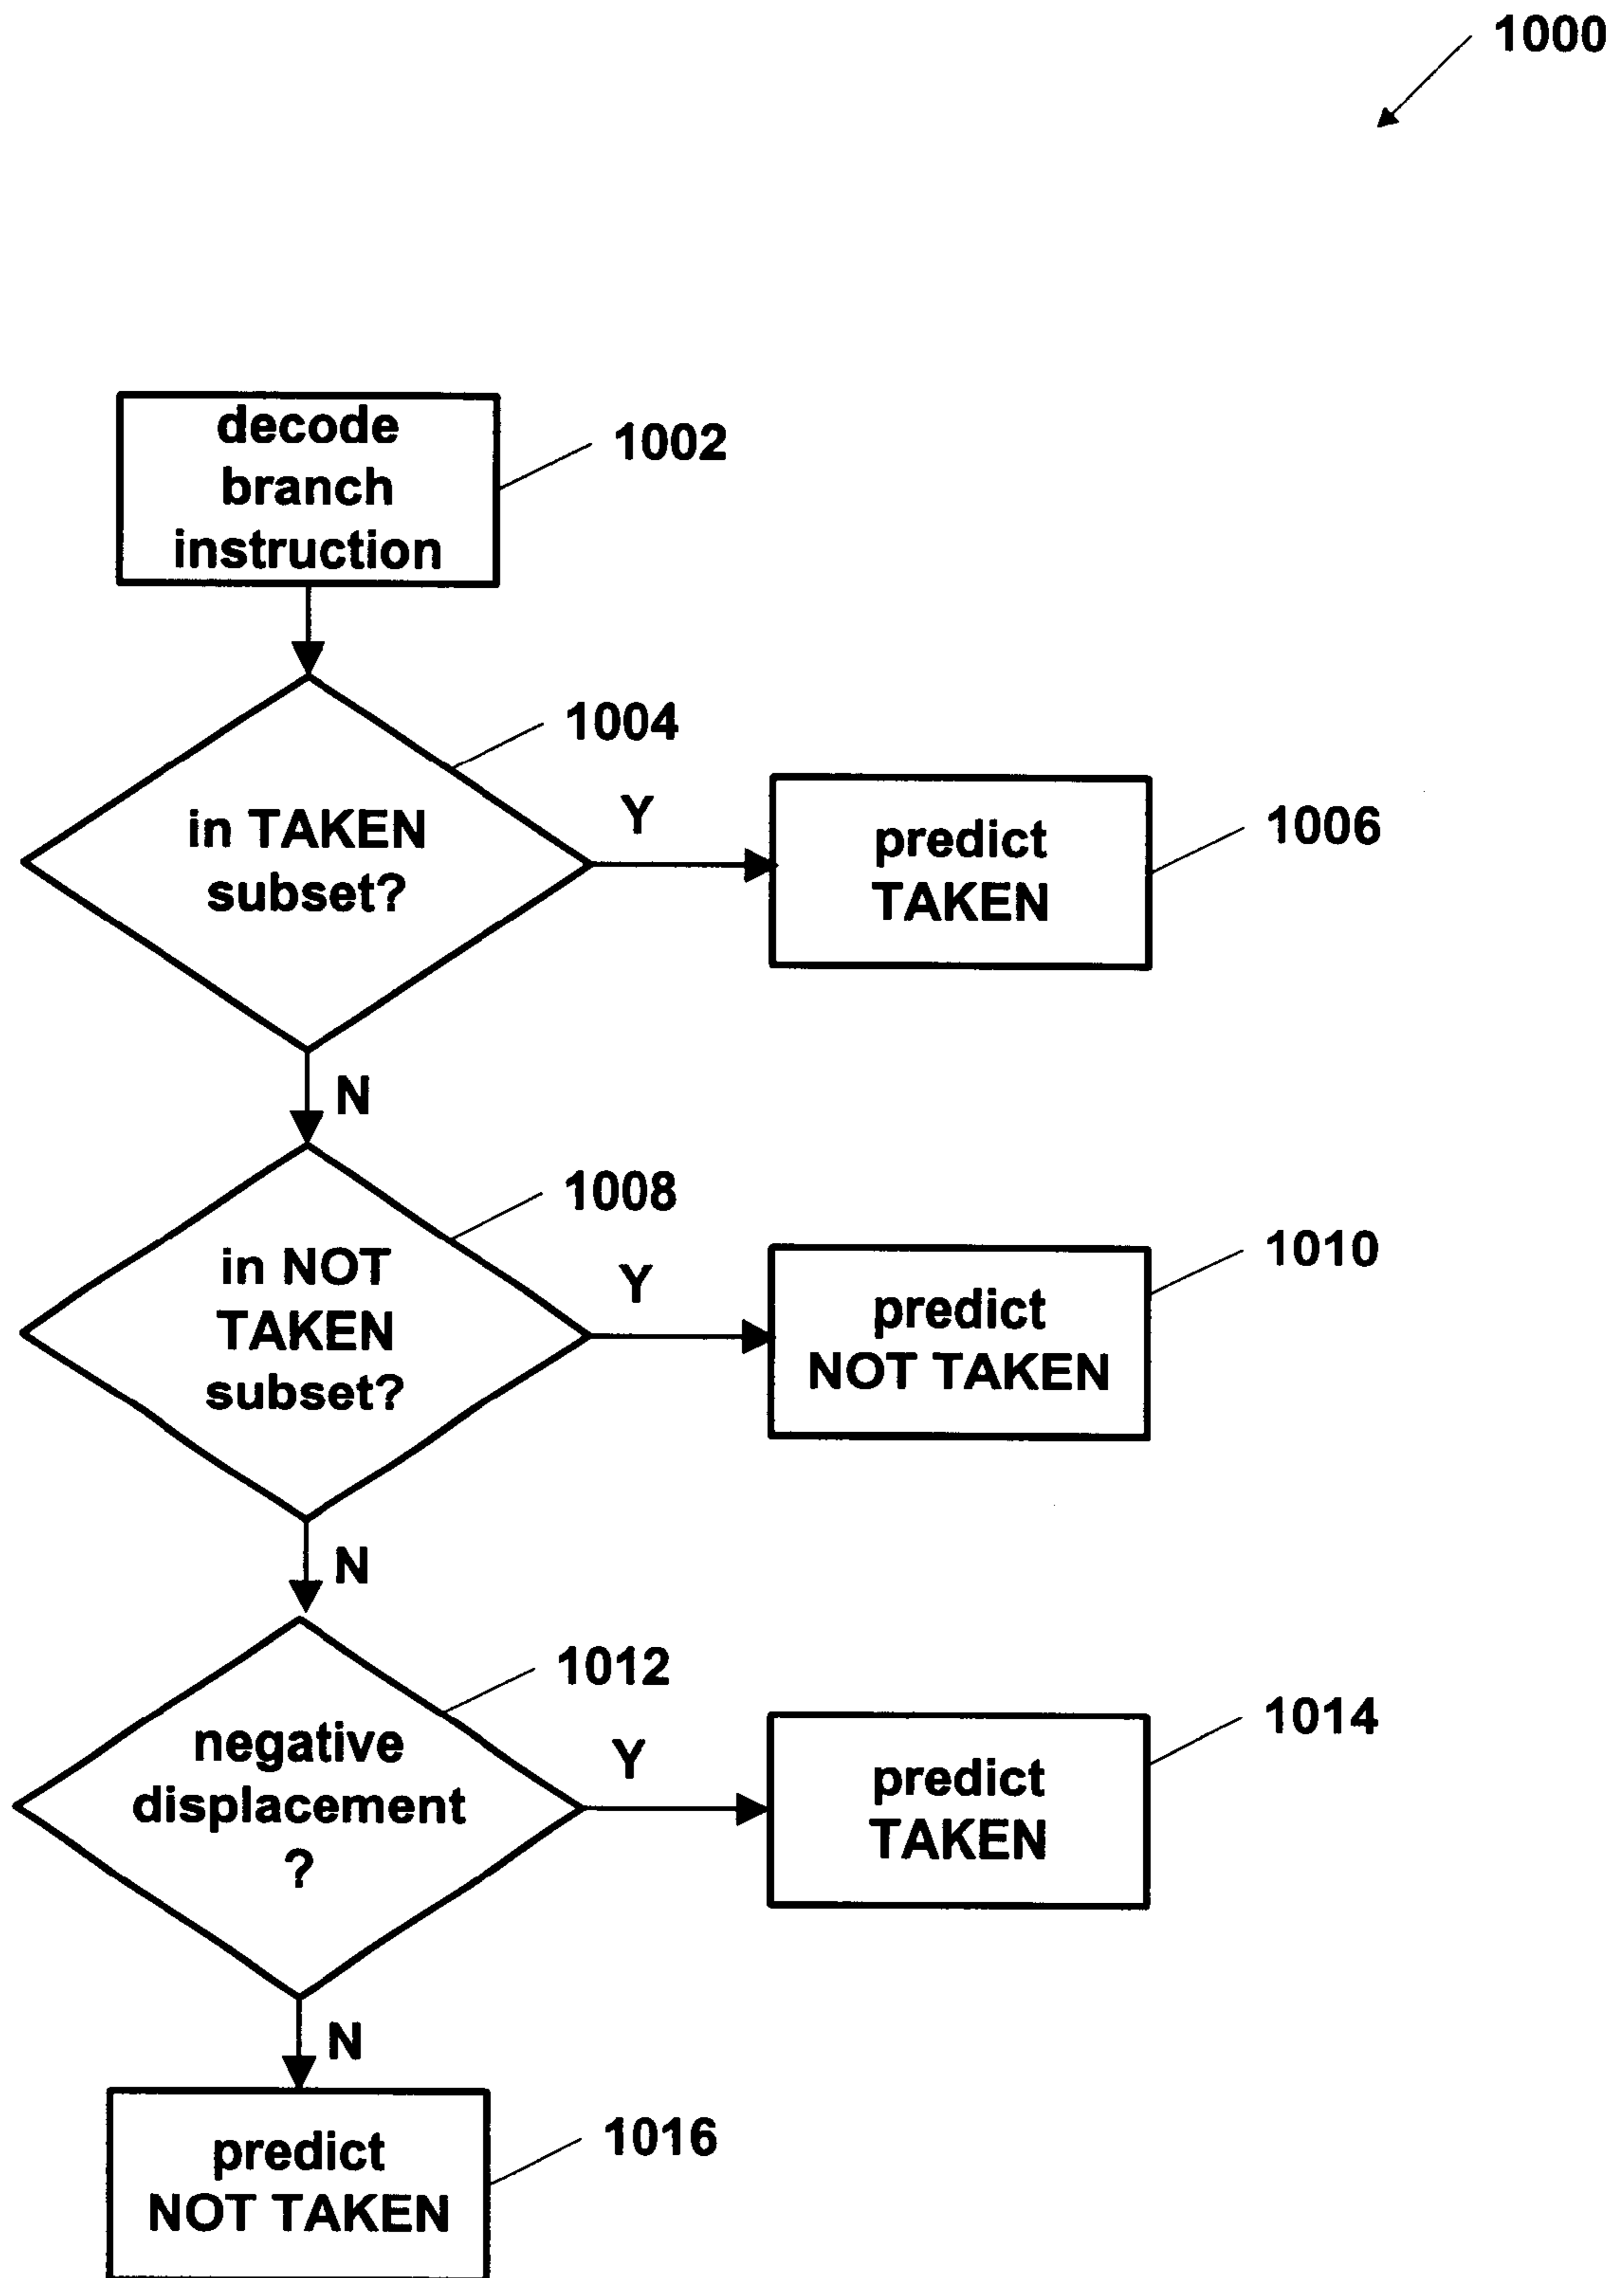 1000
decode
branch
instruction
1002
in TAKEN
subset?
1004
Y
predict
TAKEN
1006
N
in NOT
TAKEN
subset?
1008
Y
predict
NOT TAKEN
1010
N
negative
displacement
?
1012
Y
predict
TAKEN
1014
N
predict
NOT TAKEN
1016